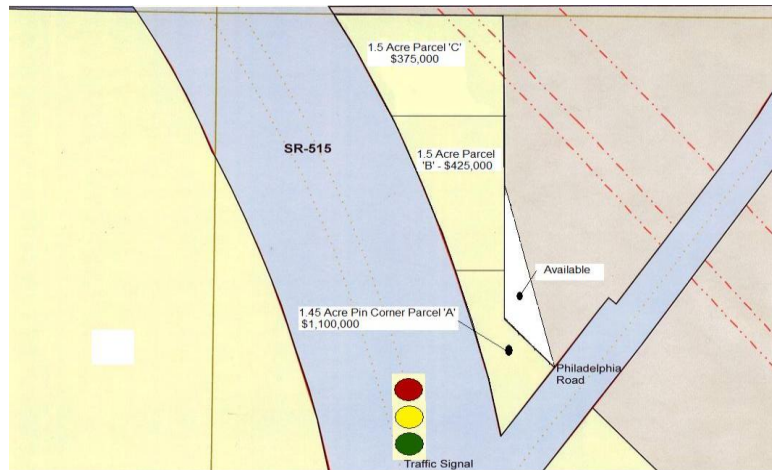 1.5 Acre Parcel 'C'
$375,000
SR-515
1.5 Acre Parcel
'B' - $425,000
Available
1.45 Acre Pin Corner Parcel 'A'
$1,100,000
Philadelphia
Road
Traffic Signal